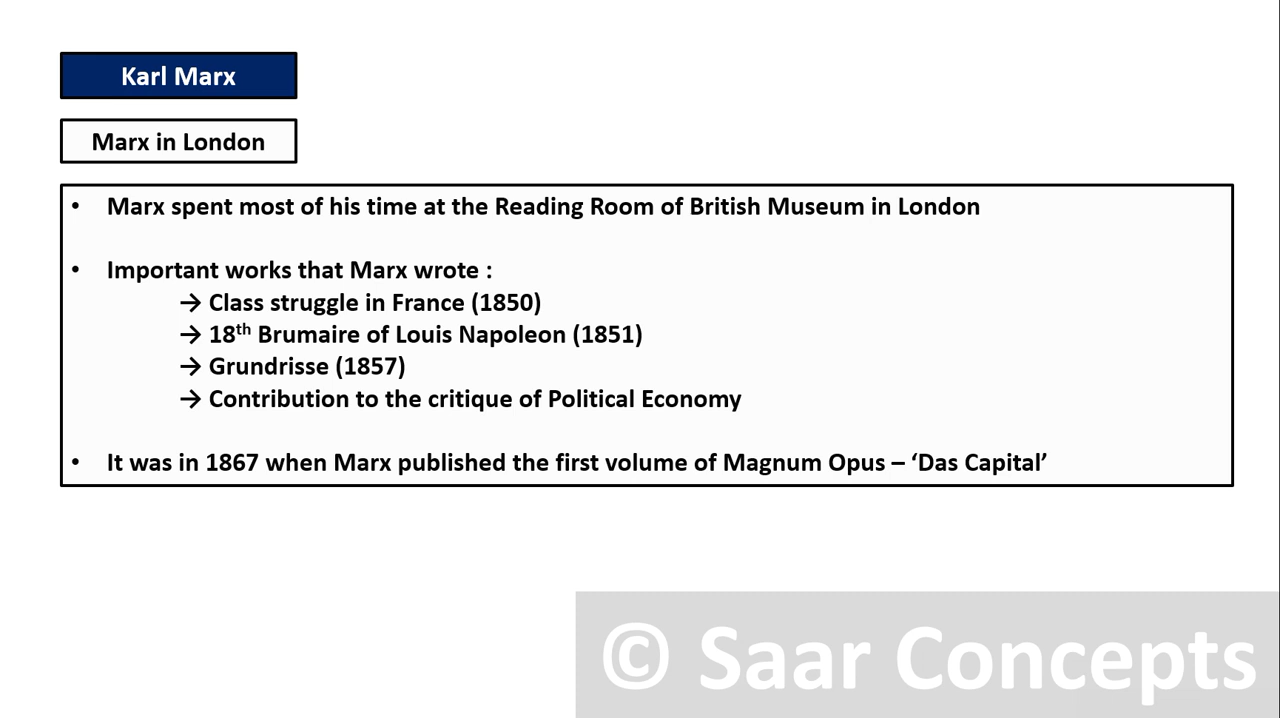 Karl Marx
Marx in London
• Marx spent most of his time at the Reading Room of British Museum in London
• Important works that Marx wrote :
→ Class struggle in France (1850)
→ 18th Brumaire of Louis Napoleon (1851)
→ Grundrisse (1857)
→ Contribution to the critique of Political Economy
• It was in 1867 when Marx published the first volume of Magnum Opus – ‘Das Capital’
© Saar Concepts